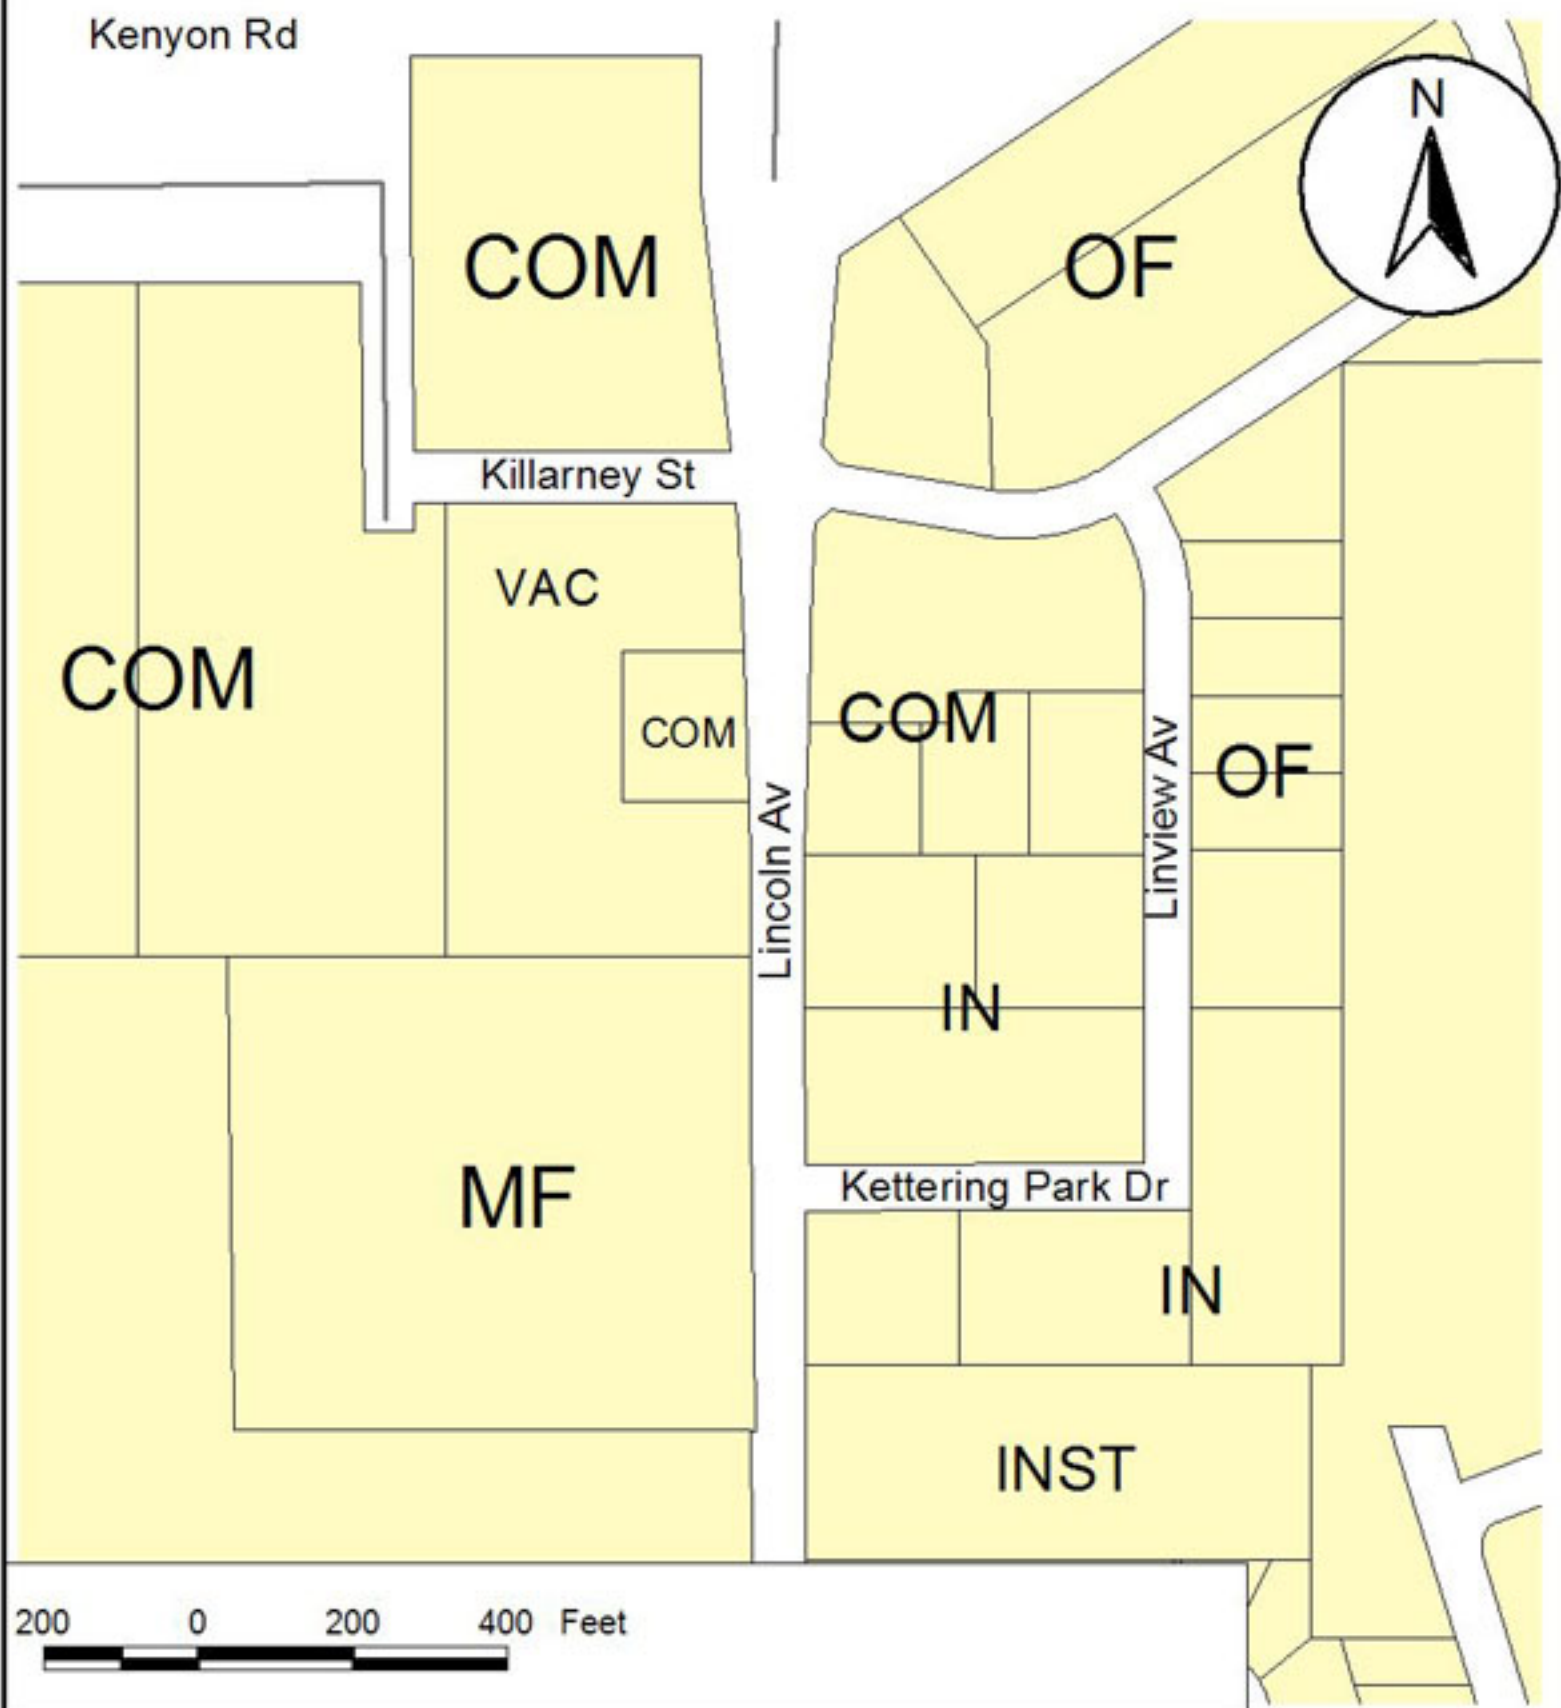 Kenyon Rd
N
COM
OF
Killarney St
VAC
COM
COM
COM
Linview Av
OF
Lincoln Av
IN
MF
Kettering Park Dr
IN
INST
200 0 200 400 Feet